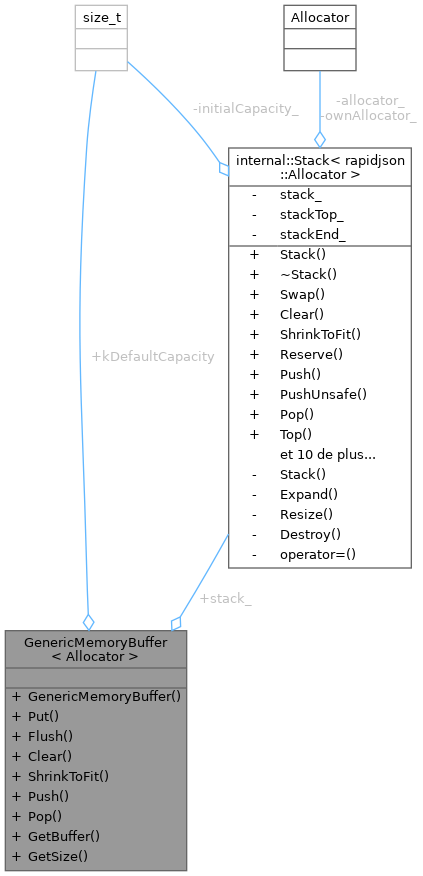 size_t
Allocator
-initialCapacity_
-allocator_
-ownAllocator_
internal::Stack< rapidjson
::Allocator >
- stack_
- stackTop_
- stackEnd_
+ Stack()
+ ~Stack()
+ Swap()
+ Clear()
+ ShrinkToFit()
+ Reserve()
+ Push()
+ PushUnsafe()
+ Pop()
+ Top()
et 10 de plus...
- Stack()
- Expand()
- Resize()
- Destroy()
- operator=()
+kDefaultCapacity
+stack_
GenericMemoryBuffer
< Allocator >
+ GenericMemoryBuffer()
+ Put()
+ Flush()
+ Clear()
+ ShrinkToFit()
+ Push()
+ Pop()
+ GetBuffer()
+ GetSize()